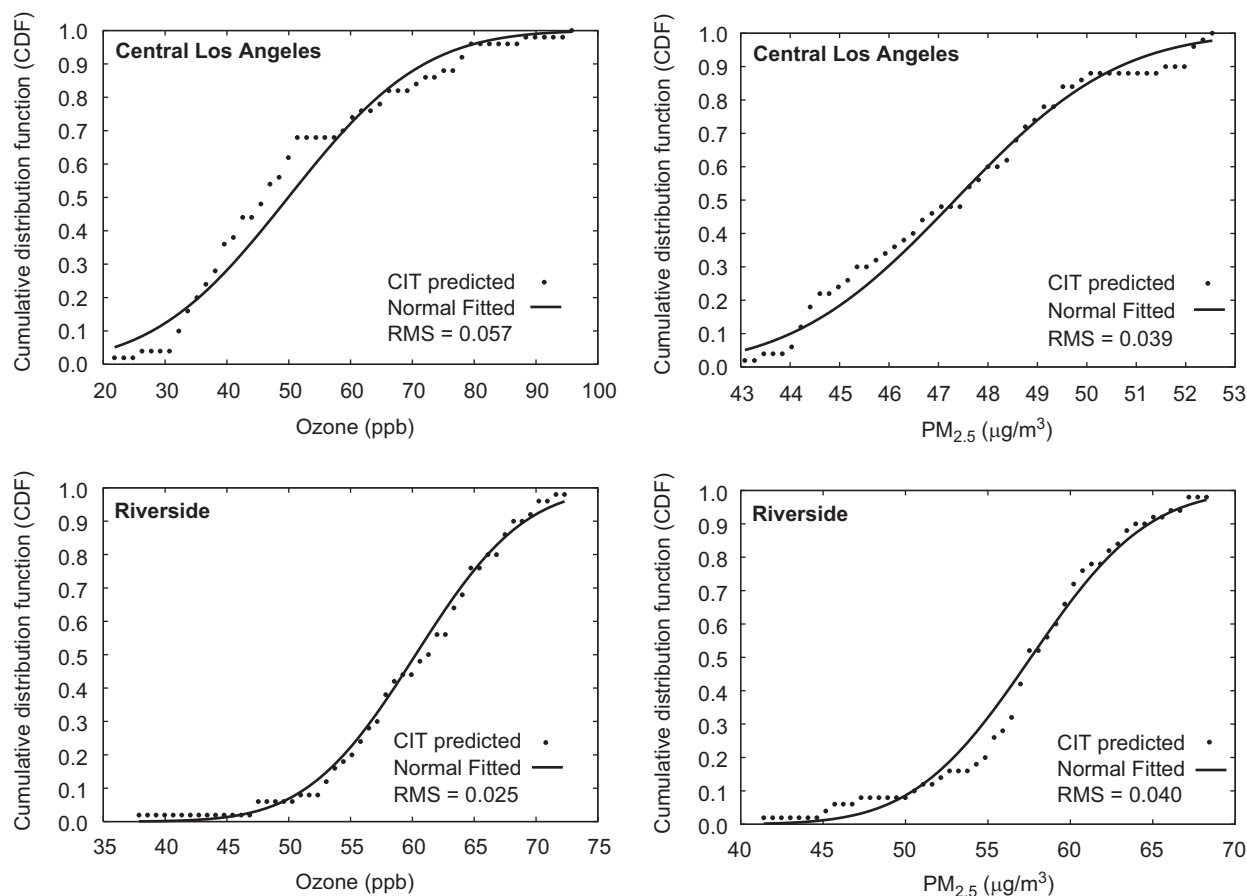 Cumulative distribution function (CDF)
1.0
0.9
0.8
0.7
0.6
0.5
0.4
0.3
0.2
0.1
0.0
Central Los Angeles
CIT predicted
Normal Fitted
RMS = 0.057
20 30 40 50 60 70 80 90 100
Ozone (ppb)
Cumulative distribution function (CDF)
1.0
0.9
0.8
0.7
0.6
0.5
0.4
0.3
0.2
0.1
0.0
Central Los Angeles
CIT predicted
Normal Fitted
RMS = 0.039
43 44 45 46 47 48 49 50 51 52 53
PM2.5 (μg/m3)
Cumulative distribution function (CDF)
1.0
0.9
0.8
0.7
0.6
0.5
0.4
0.3
0.2
0.1
0.0
Riverside
CIT predicted
Normal Fitted
RMS = 0.025
35 40 45 50 55 60 65 70 75
Ozone (ppb)
Cumulative distribution function (CDF)
1.0
0.9
0.8
0.7
0.6
0.5
0.4
0.3
0.2
0.1
0.0
Riverside
CIT predicted
Normal Fitted
RMS = 0.040
40 45 50 55 60 65 70
PM2.5 (μg/m3)